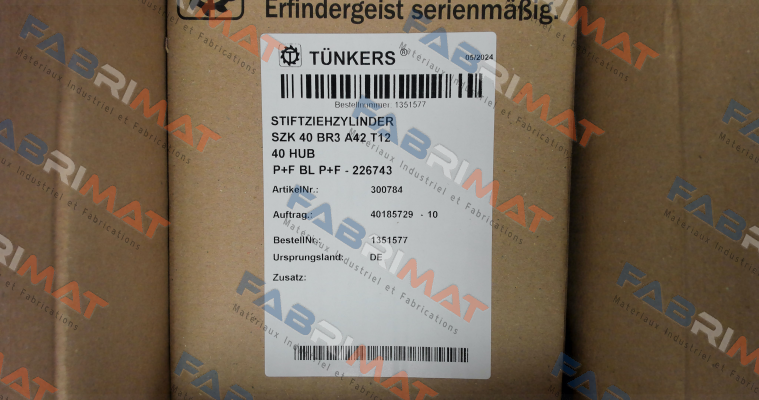 Erfindergeist serienmäßig.
TÜNKERS®
05/2024
Bestellnummer 1351577
STIFTZIEHZYLINDER
SZK 40 BR3 A42 T12
40 HUB
P+F BL P+F - 226743
ArtikelNr.: 300784
Auftrag.: 40185729 - 10
BestellNr: 1351577
Ursprungsland: DE
Zusatz:
FABRIMAT
Materiaux Industriel et Fabrications